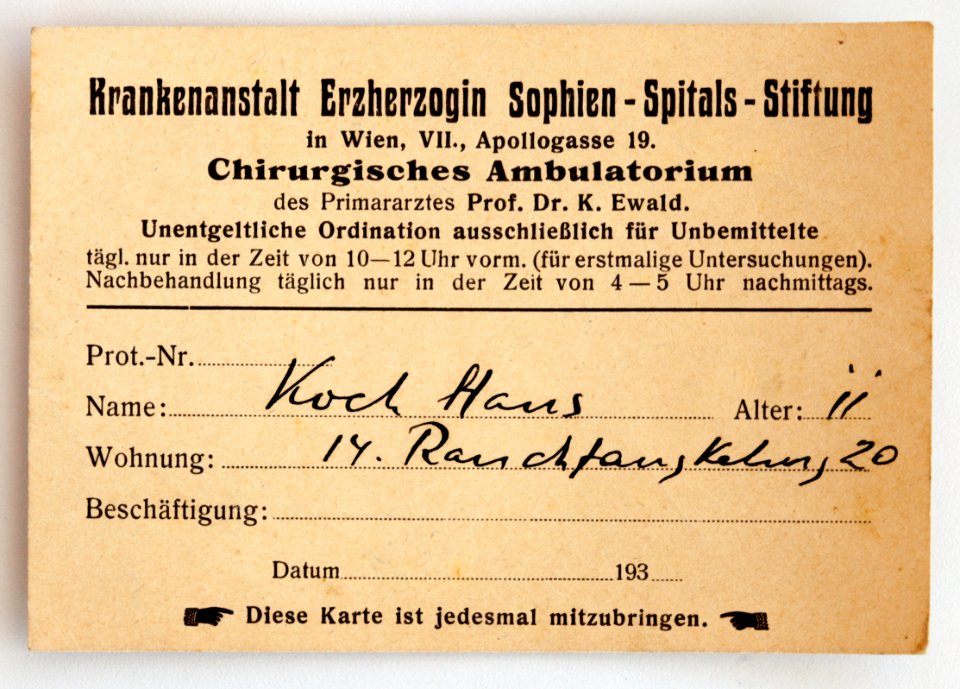 Krankenanstalt Erzherzogin Sophien-Spitals-Stiftung
in Wien, VII., Apollogasse 19.
Chirurgisches Ambulatorium
des Primararztes Prof. Dr. K. Ewald.
Unentgeltliche Ordination ausschließlich für Unbemittelte
tägl. nur in der Zeit von 10—12 Uhr vorm. (für erstmalige Untersuchungen).
Nachbehandlung täglich nur in der Zeit von 4—5 Uhr nachmittags.
Prot.-Nr.
Name: Koch Hans Alter: 11
Wohnung: 14. 20
Beschäftigung:
Datum 193
Diese Karte ist jedesmal mitzubringen.